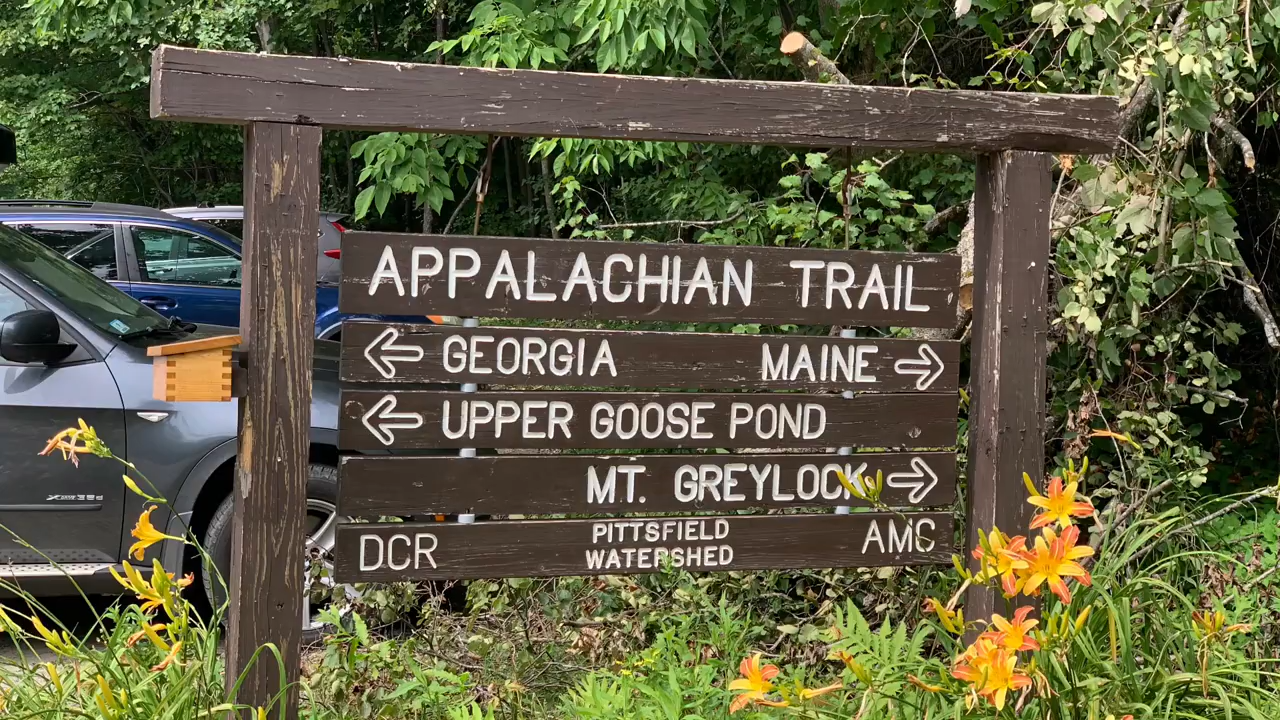 APPALACHIAN TRAIL
GEORGIA MAINE
UPPER GOOSE POND
MT. GREYLOCK
DCR PITTSFIELD WATERSHED AMC